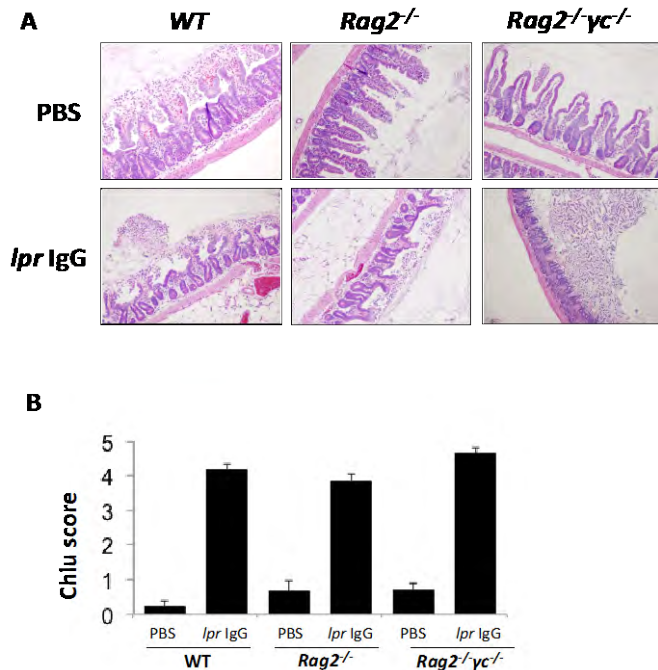 A
WT Rag2-/- Rag2-/-γc-/-
PBS
lpr IgG
B
Chiu score
5
4
3
2
1
0
PBS lpr IgG PBS lpr IgG PBS lpr IgG
WT Rag2-/- Rag2-/-γc-/-